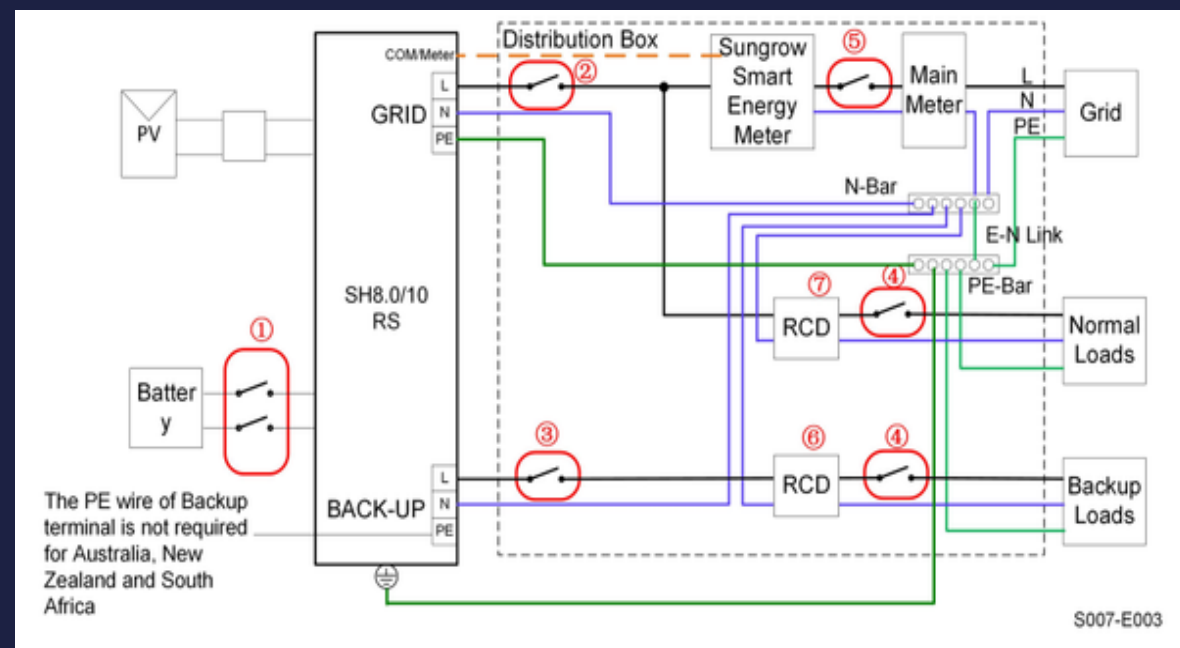 COM/Meter
Distribution Box
②
Sungrow
Smart
Energy
Meter
⑤
Main
Meter
L
N
PE
Grid
PV
L
GRID
N
PE
N-Bar
E-N Link
PE-Bar
SH8.0/10
RS
⑦
RCD
④
Normal
Loads
①
Batter
y
③
⑥
RCD
④
Backup
Loads
L
BACK-UP
N
PE
The PE wire of Backup
terminal is not required
for Australia, New
Zealand and South
Africa
S007-E003